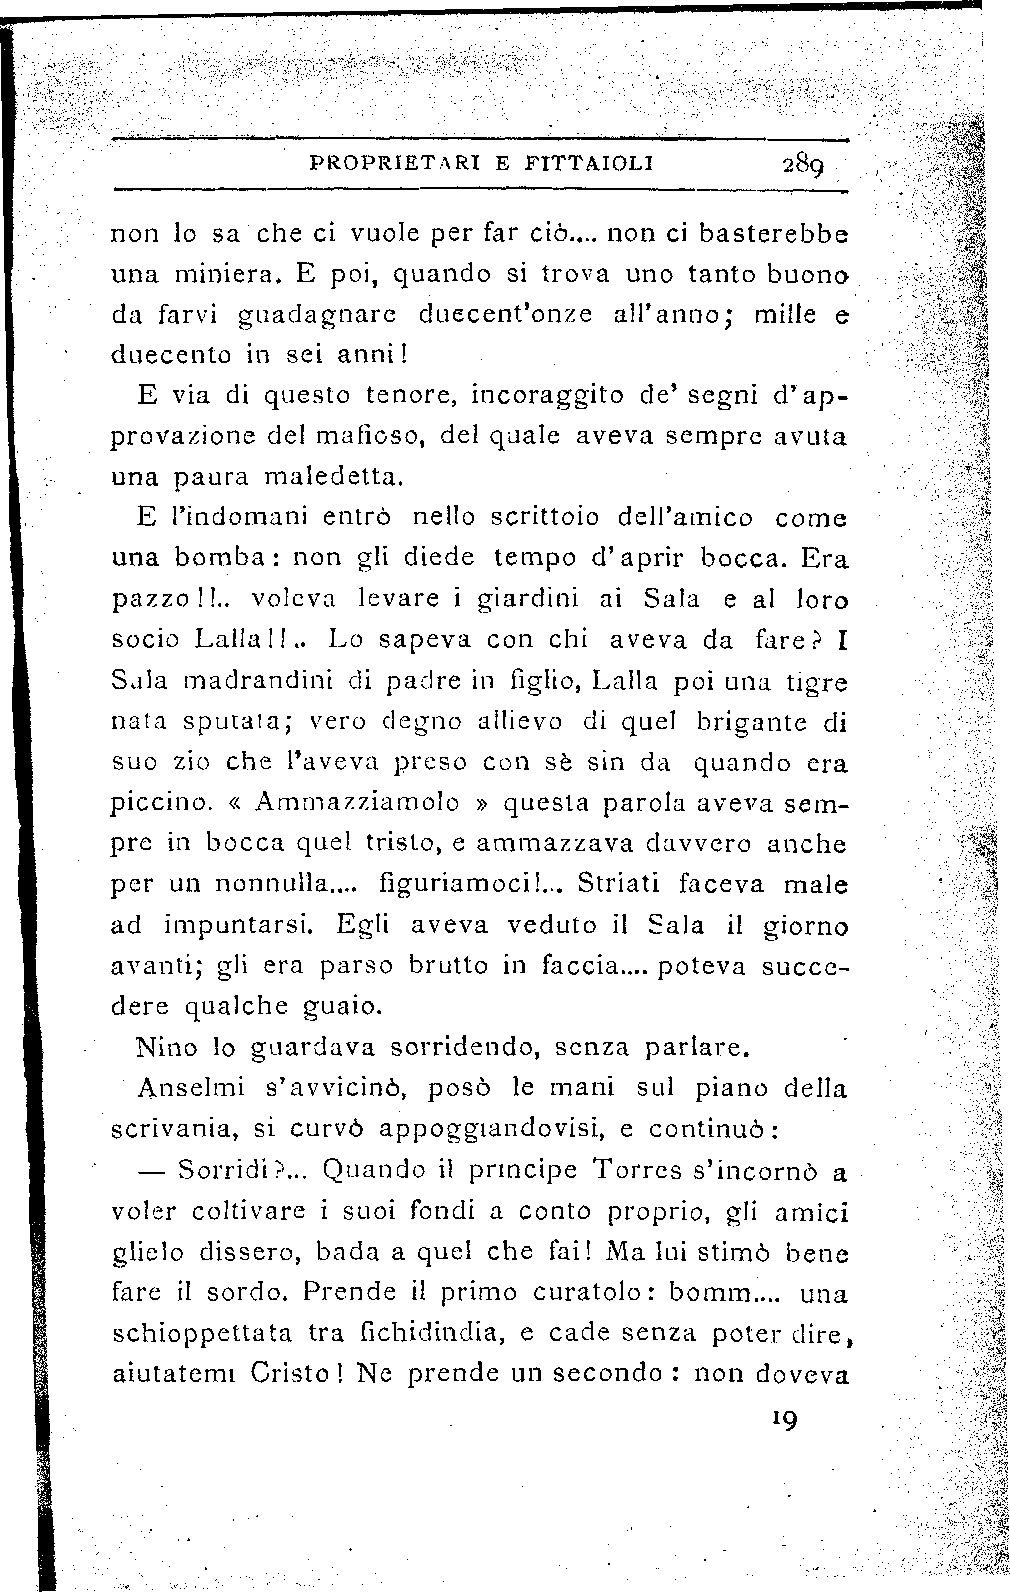 PROPRIETARI E FITTAIOLI 289
non lo sa che ci vuole per far ciò.... non ci basterebbe
una miniera. E poi, quando si trova uno tanto buono
da farvi guadagnare duecent'onze all'anno; mille e
duecento in sei anni!
E via di questo tenore, incoraggito de' segni d'ap-
provazione del mafioso, del quale aveva sempre avuta
una paura maledetta.
E l'indomani entrò nello scrittoio dell'amico come
una bomba: non gli diede tempo d'aprir bocca. Era
pazzo!!.. voleva levare i giardini ai Sala e al loro
socio Lalla!!.. Lo sapeva con chi aveva da fare? I
Sala madrandini di padre in figlio, Lalla poi una tigre
nata sputata; vero degno allievo di quel brigante di
suo zio che l'aveva preso con sè sin da quando era
piccino. « Ammazziamolo » questa parola aveva sem-
pre in bocca quel tristo, e ammazzava davvero anche
per un nonnulla.... figuriamoci!... Striati faceva male
ad impuntarsi. Egli aveva veduto il Sala il giorno
avanti; gli era parso brutto in faccia.... poteva succe-
dere qualche guaio.
Nino lo guardava sorridendo, senza parlare.
Anselmi s'avvicinò, posò le mani sul piano della
scrivania, si curvò appoggiandovisi, e continuò:
— Sorridi?... Quando il principe Torres s'incornò a
voler coltivare i suoi fondi a conto proprio, gli amici
glielo dissero, bada a quel che fai! Ma lui stimò bene
fare il sordo. Prende il primo curatolo: bomm.... una
schioppettata tra fichidindia, e cade senza poter dire,
aiutatemi Cristo! Ne prende un secondo: non doveva
19